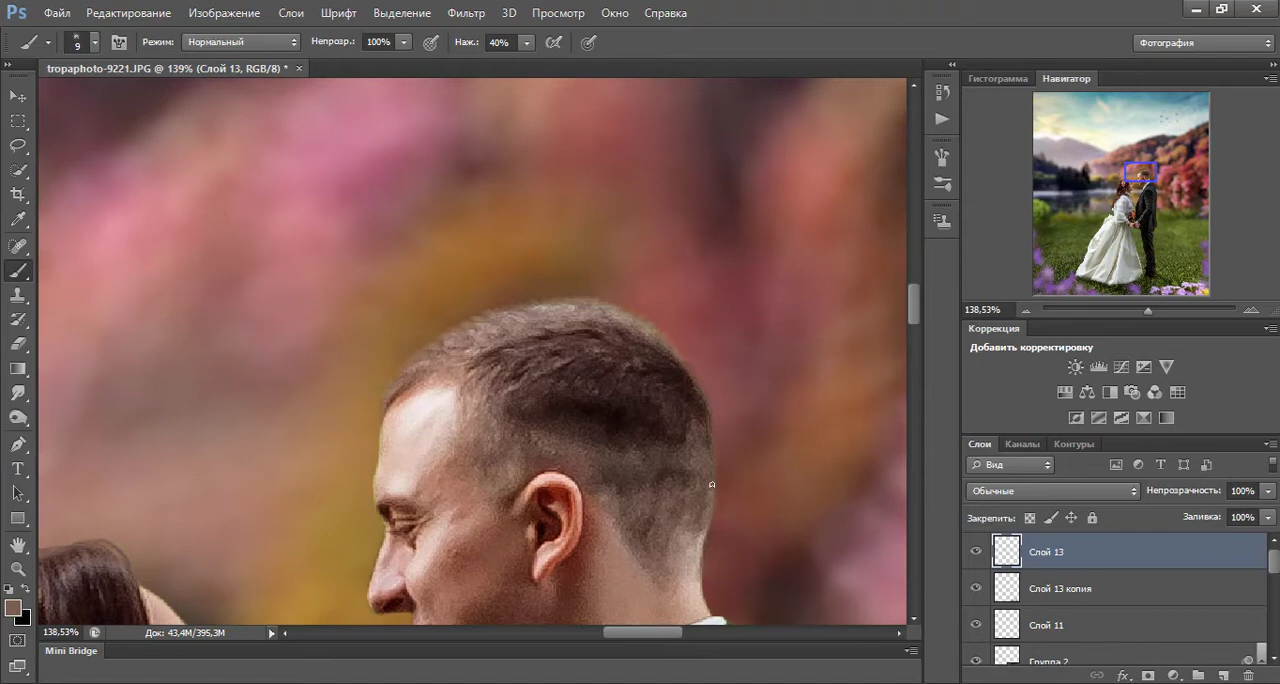 Ps Файл Редактирование Изображение Слои Шрифт Выделение Фильтр 3D Просмотр Окно Справка
9 Режим: Нормальный Непрозр.: 100% Наж.: 40% Фотография
tropaphoto-9221.JPG @ 139% (Слой 13, RGB/8) * ×
Гистограмма Навигатор
138,53%
Коррекция
Добавить корректировку
Слои Каналы Контуры
Вид
Обычные Непрозрачность: 100%
Закрепить: Заливка: 100%
Слой 13
Слой 13 копия
Слой 11
Группа 2
138,53% Док: 43,4M/395,3M
Mini Bridge